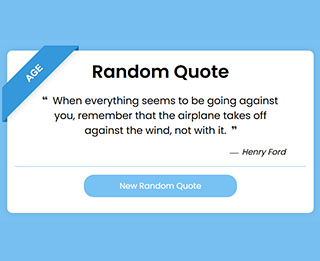 AGE
Random Quote
❝ When everything seems to be going against
you, remember that the airplane takes off
against the wind, not with it. ❞
— Henry Ford
New Random Quote